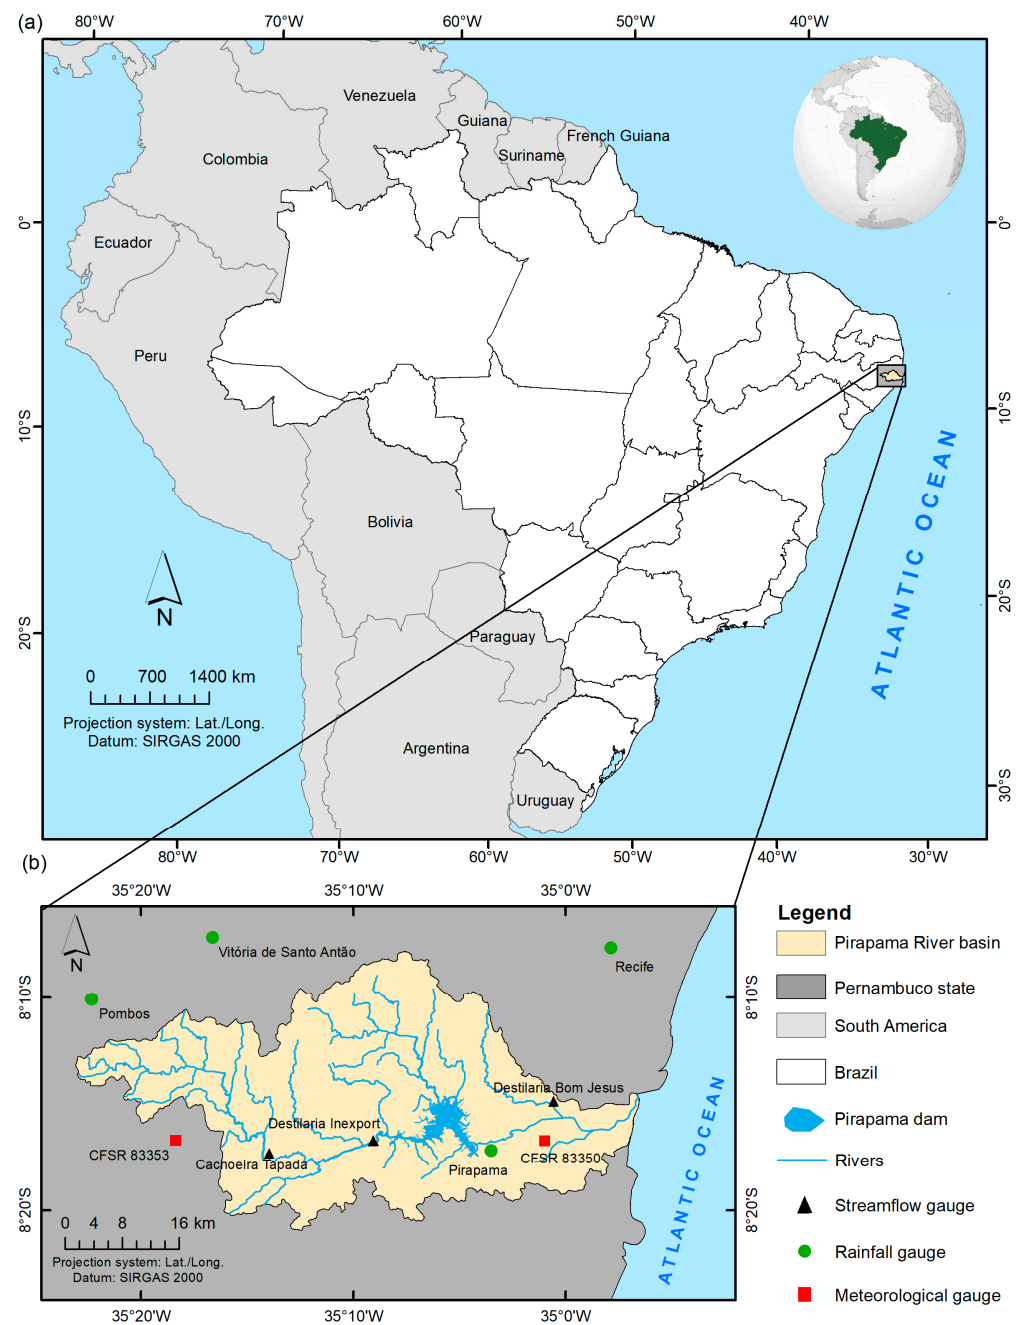 (a)
80°W 70°W 60°W 50°W 40°W
Venezuela
Guiana
French Guiana
Suriname
Colombia
0°
0°
Ecuador
Peru
10°S
10°S
Bolivia
ATLANTIC OCEAN
N
20°S
20°S
Paraguay
0 700 1400 km
Projection system: Lat./Long.
Datum: SIRGAS 2000
Argentina
Uruguay
30°S
80°W 70°W 60°W 50°W 40°W 30°W
(b)
35°20'W 35°10'W 35°0'W
N
Vitória de Santo Antão
Recife
8°10'S
8°10'S
Pombos
Destilaria Bom Jesus
Destilaria Inexport
CFSR 83353
Cachoeira Tapada
Pirapama
CFSR 83350
ATLANTIC OCEAN
8°20'S
8°20'S
0 4 8 16 km
Projection system: Lat./Long.
Datum: SIRGAS 2000
35°20'W 35°10'W 35°0'W
Legend
Pirapama River basin
Pernambuco state
South America
Brazil
Pirapama dam
Rivers
Streamflow gauge
Rainfall gauge
Meteorological gauge